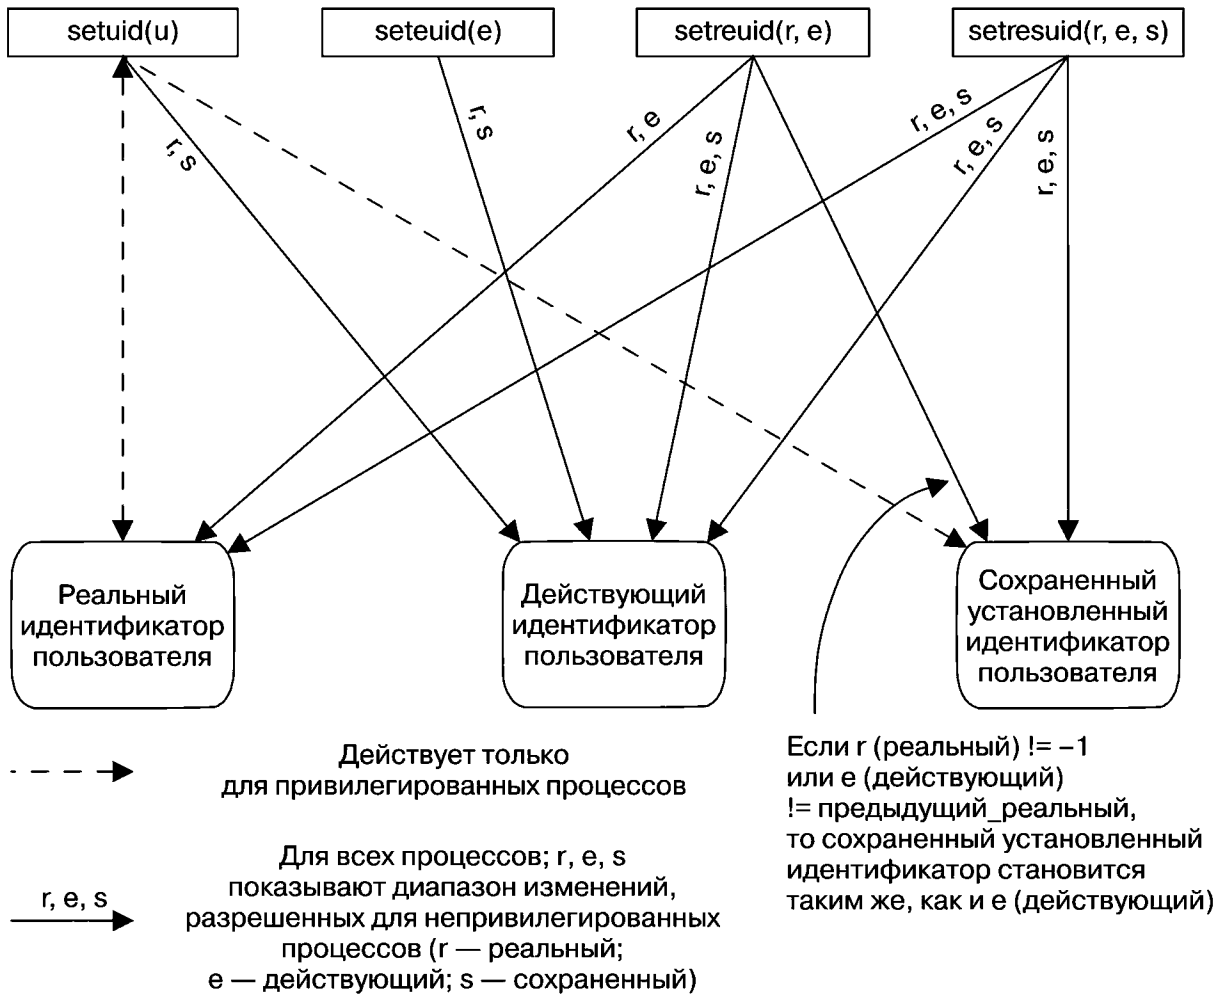 setuid(u)
seteuid(e)
setreuid(r, e)
setresuid(r, e, s)
r, s
r, s
r, e
r, e, s
r, e, s
r, e, s
r, e, s
Реальный
идентификатор
пользователя
Действующий
идентификатор
пользователя
Сохраненный
установленный
идентификатор
пользователя
Действует только
для привилегированных процессов
r, e, s
Для всех процессов; r, e, s
показывают диапазон изменений,
разрешенных для непривилегированных
процессов (r — реальный;
e — действующий; s — сохраненный)
Если r (реальный) != −1
или e (действующий)
!= предыдущий_реальный,
то сохраненный установленный
идентификатор становится
таким же, как и e (действующий)